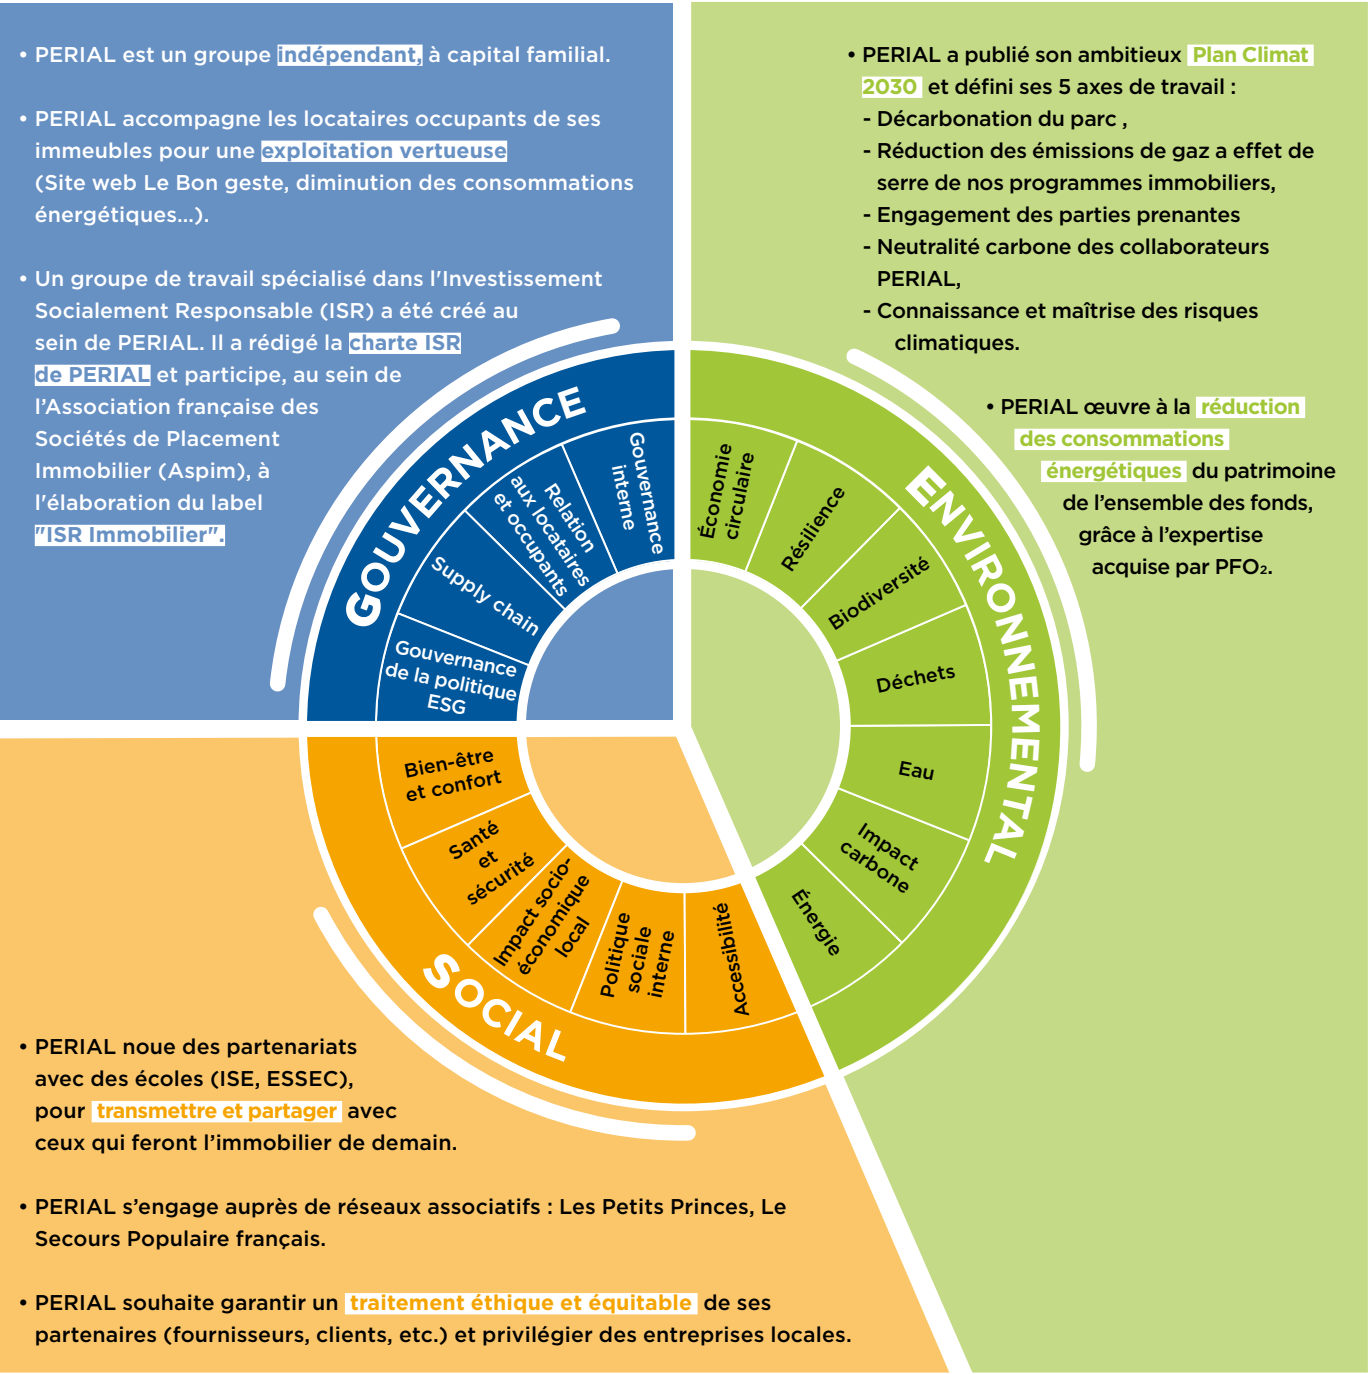 • PERIAL est un groupe indépendant, à capital familial.
• PERIAL accompagne les locataires occupants de ses
immeubles pour une exploitation vertueuse
(Site web Le Bon geste, diminution des consommations
énergétiques...).
• Un groupe de travail spécialisé dans l'Investissement
Socialement Responsable (ISR) a été créé au
sein de PERIAL. Il a rédigé la charte ISR
de PERIAL et participe, au sein de
l’Association française des
Sociétés de Placement
Immobilier (Aspim), à
l’élaboration du label
"ISR Immobilier".
• PERIAL a publié son ambitieux Plan Climat
2030 et défini ses 5 axes de travail :
- Décarbonation du parc ,
- Réduction des émissions de gaz a effet de
serre de nos programmes immobiliers,
- Engagement des parties prenantes
- Neutralité carbone des collaborateurs
PERIAL,
- Connaissance et maîtrise des risques
climatiques.
• PERIAL œuvre à la réduction
des consommations
énergétiques du patrimoine
de l’ensemble des fonds,
grâce à l’expertise
acquise par PFO₂.
GOUVERNANCE
Gouvernance
de la politique
ESG
Supply chain
Relation
aux locataires
et occupants
Gouvernance
interne
ENVIRONNEMENTAL
Économie
circulaire
Résilience
Biodiversité
Déchets
Eau
Impact
carbone
Énergie
SOCIAL
Bien-être
et confort
Santé
et
sécurité
Impact socio-
économique
local
Politique
sociale
interne
Accessibilité
• PERIAL noue des partenariats
avec des écoles (ISE, ESSEC),
pour transmettre et partager avec
ceux qui feront l’immobilier de demain.
• PERIAL s’engage auprès de réseaux associatifs : Les Petits Princes, Le
Secours Populaire français.
• PERIAL souhaite garantir un traitement éthique et équitable de ses
partenaires (fournisseurs, clients, etc.) et privilégier des entreprises locales.